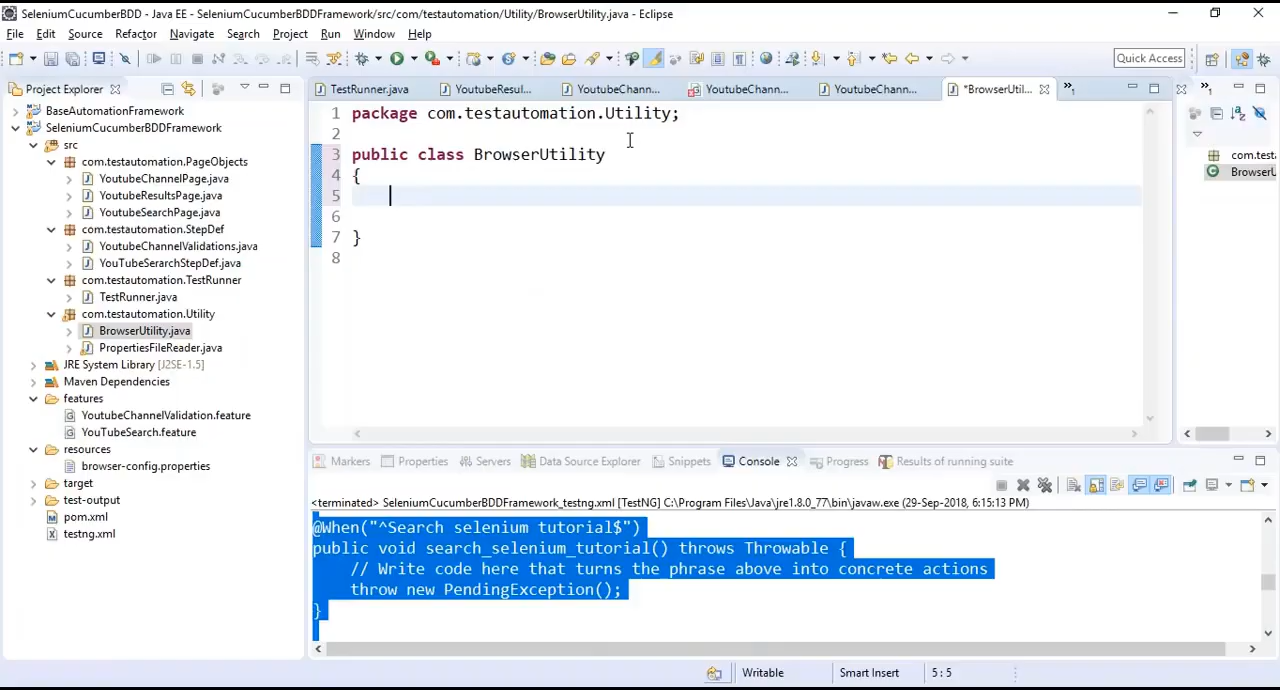 SeleniumCucumberBDD - Java EE - SeleniumCucumberBDDFramework/src/com/testautomation/Utility/BrowserUtility.java - Eclipse
File Edit Source Refactor Navigate Search Project Run Window Help
Quick Access
Project Explorer
BaseAutomationFramework
SeleniumCucumberBDDFramework
src
com.testautomation.PageObjects
YoutubeChannelPage.java
YoutubeResultsPage.java
YoutubeSearchPage.java
com.testautomation.StepDef
YoutubeChannelValidations.java
YouTubeSerarchStepDef.java
com.testautomation.TestRunner
TestRunner.java
com.testautomation.Utility
BrowserUtility.java
PropertiesFileReader.java
JRE System Library [J2SE-1.5]
Maven Dependencies
features
YoutubeChannelValidation.feature
YouTubeSearch.feature
resources
browser-config.properties
target
test-output
pom.xml
testng.xml
TestRunner.java YoutubeResul... YoutubeChann... YoutubeChann... YoutubeChann... *BrowserUtil...
1 package com.testautomation.Utility;
2
3 public class BrowserUtility
4 {
5
6
7 }
8
com.testa
BrowserU
Markers Properties Servers Data Source Explorer Snippets Console Progress Results of running suite
<terminated> SeleniumCucumberBDDFramework_testng.xml [TestNG] C:\Program Files\Java\jre1.8.0_77\bin\javaw.exe (29-Sep-2018, 6:15:13 PM)
@When("^Search selenium tutorial$")
public void search_selenium_tutorial() throws Throwable {
// Write code here that turns the phrase above into concrete actions
throw new PendingException();
}
Writable Smart Insert 5 : 5